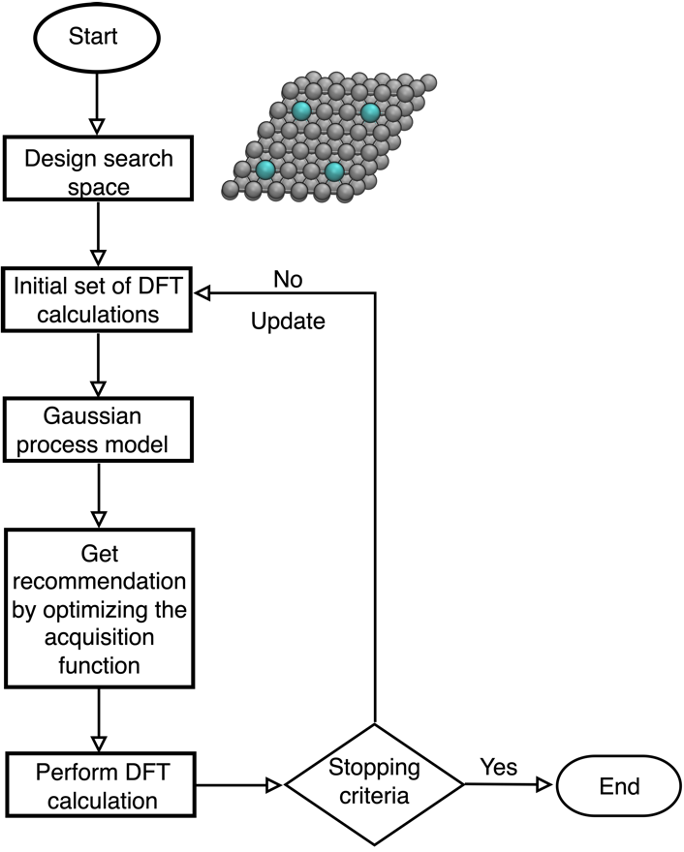 Start
Design search
space
Initial set of DFT
calculations
No
Update
Gaussian
process model
Get
recommendation
by optimizing the
acquisition
function
Perform DFT
calculation
Stopping
criteria
Yes
End